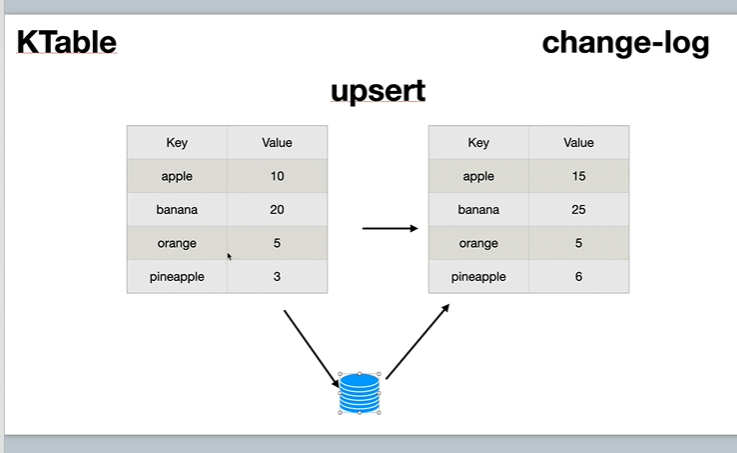 KTable
change-log
upsert
Key Value
apple 10
banana 20
orange 5
pineapple 3
Key Value
apple 15
banana 25
orange 5
pineapple 6